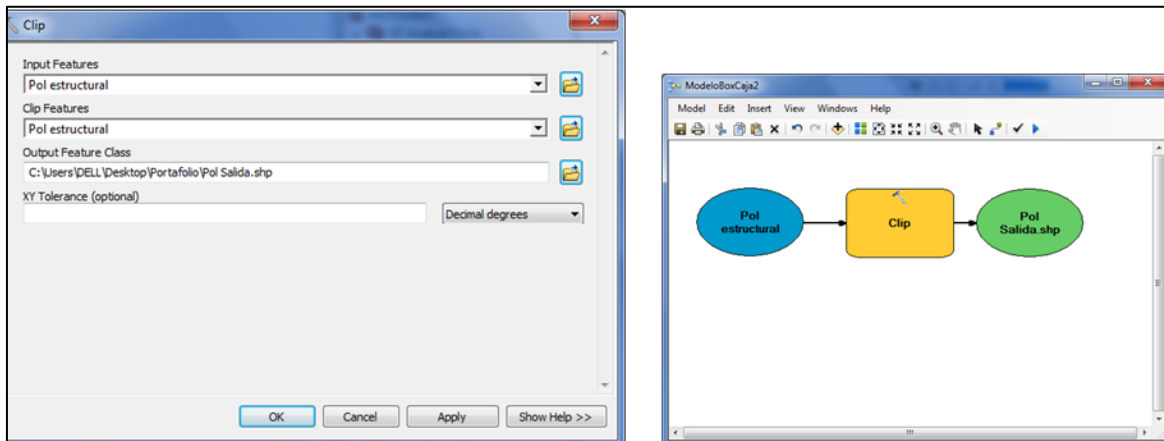 Clip
Input Features
Pol estructural
Clip Features
Pol estructural
Output Feature Class
C:\Users\DELL\Desktop\Portafolio\Pol Salida.shp
XY Tolerance (optional)
Decimal degrees
OK Cancel Apply Show Help >>
ModeloBoxCaja2
Model Edit Insert View Windows Help
Pol
estructural
Clip
Pol
Salida.shp